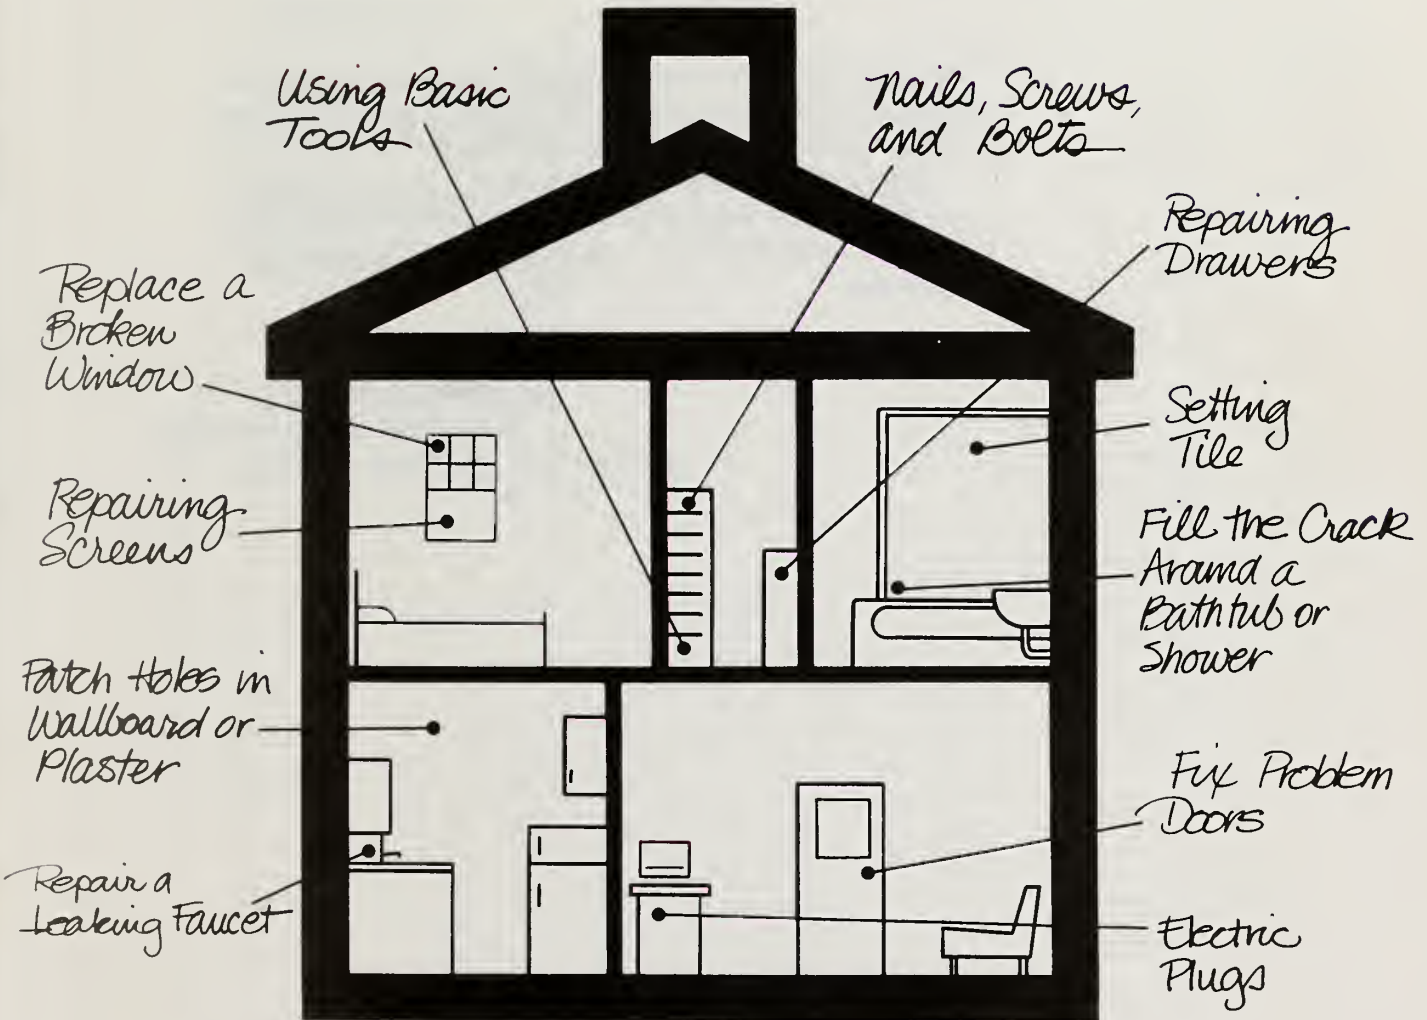 Using Basic
Tools
Nails, Screws,
and Bolts
Repairing
Drawers
Replace a
Broken
Window
Setting
Tile
Repairing
Screens
Fill the Crack
Around a
Bathtub or
Shower
Patch Holes in
Wallboard or
Plaster
Fix Problem
Doors
Repair a
Leaking Faucet
Electric
Plugs